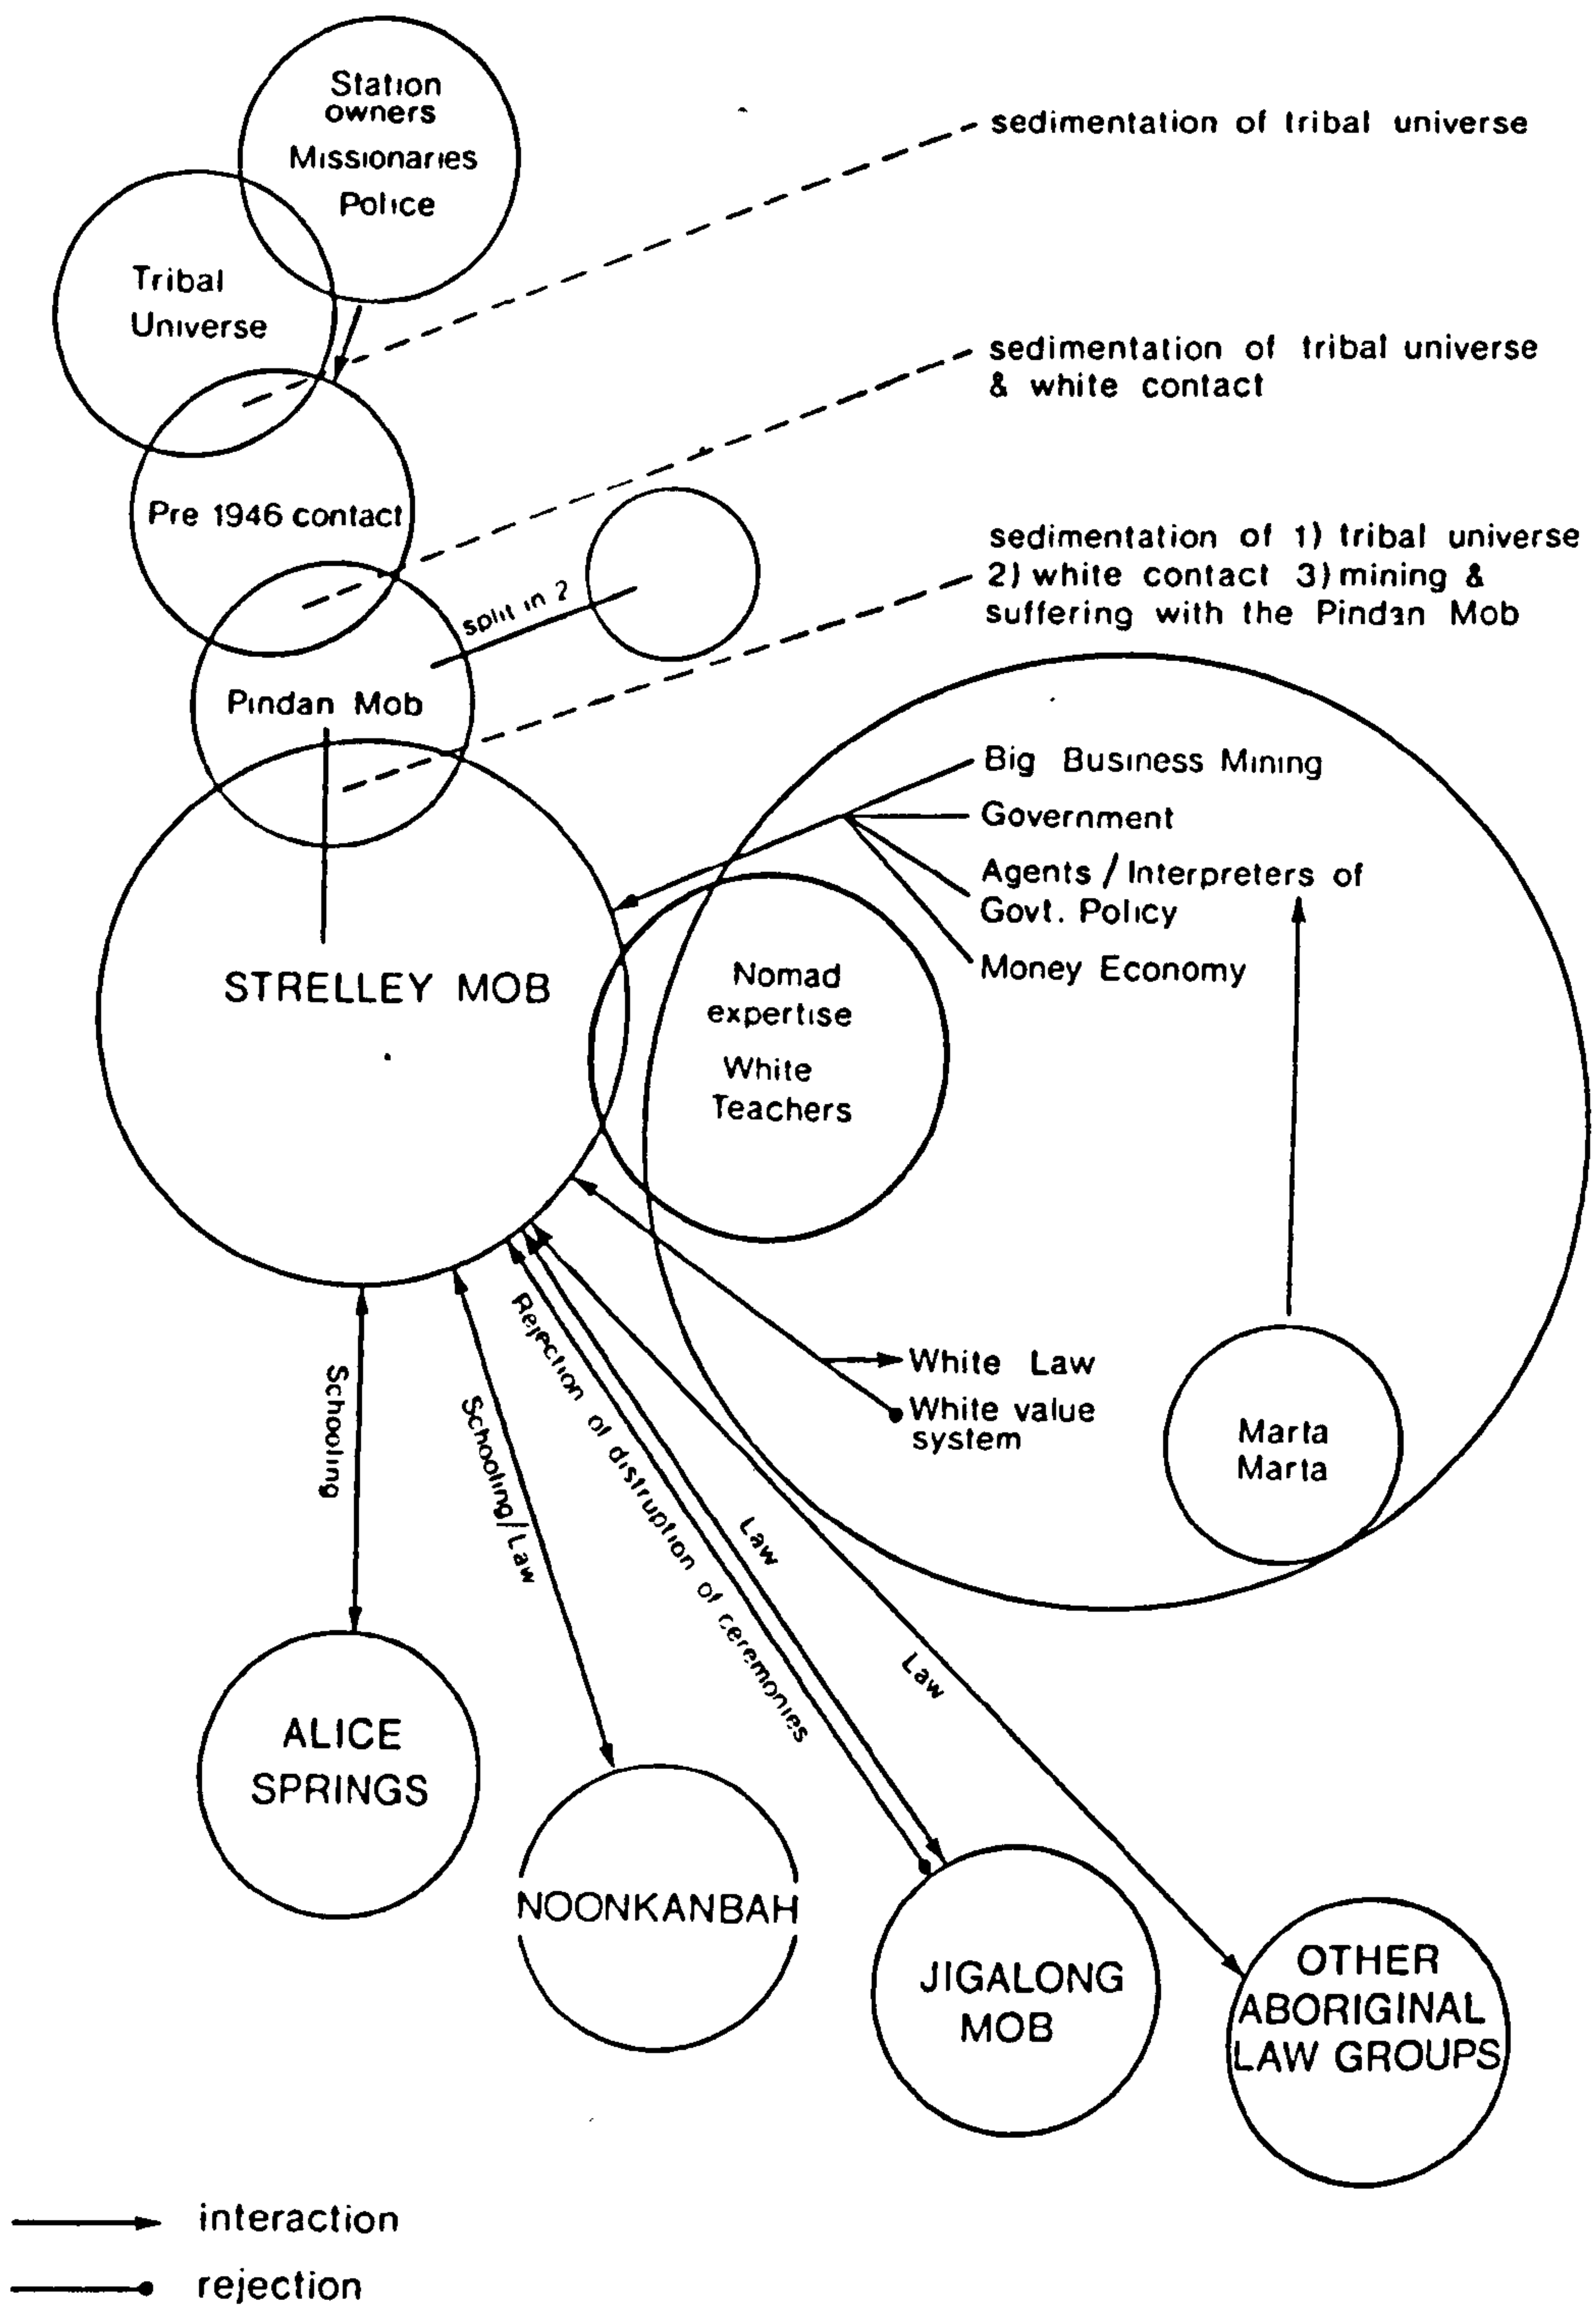 Station
owners
Missionaries
Police
sedimentation of tribal universe
Tribal
Universe
sedimentation of tribal universe
& white contact
Pre 1946 contact
sedimentation of 1) tribal universe
2) white contact 3) mining &
suffering with the Pindan Mob
split in 2
Pindan Mob
Big Business Mining
Government
Agents / Interpreters of
Govt. Policy
Money Economy
STRELLEY MOB
Nomad
expertise
White
Teachers
White Law
White value
system
Marta
Marta
Schooling
Schooling/Law
Rejection of distruption of ceremonies
Law
Law
ALICE
SPRINGS
NOONKANBAH
JIGALONG
MOB
OTHER
ABORIGINAL
LAW GROUPS
interaction
rejection